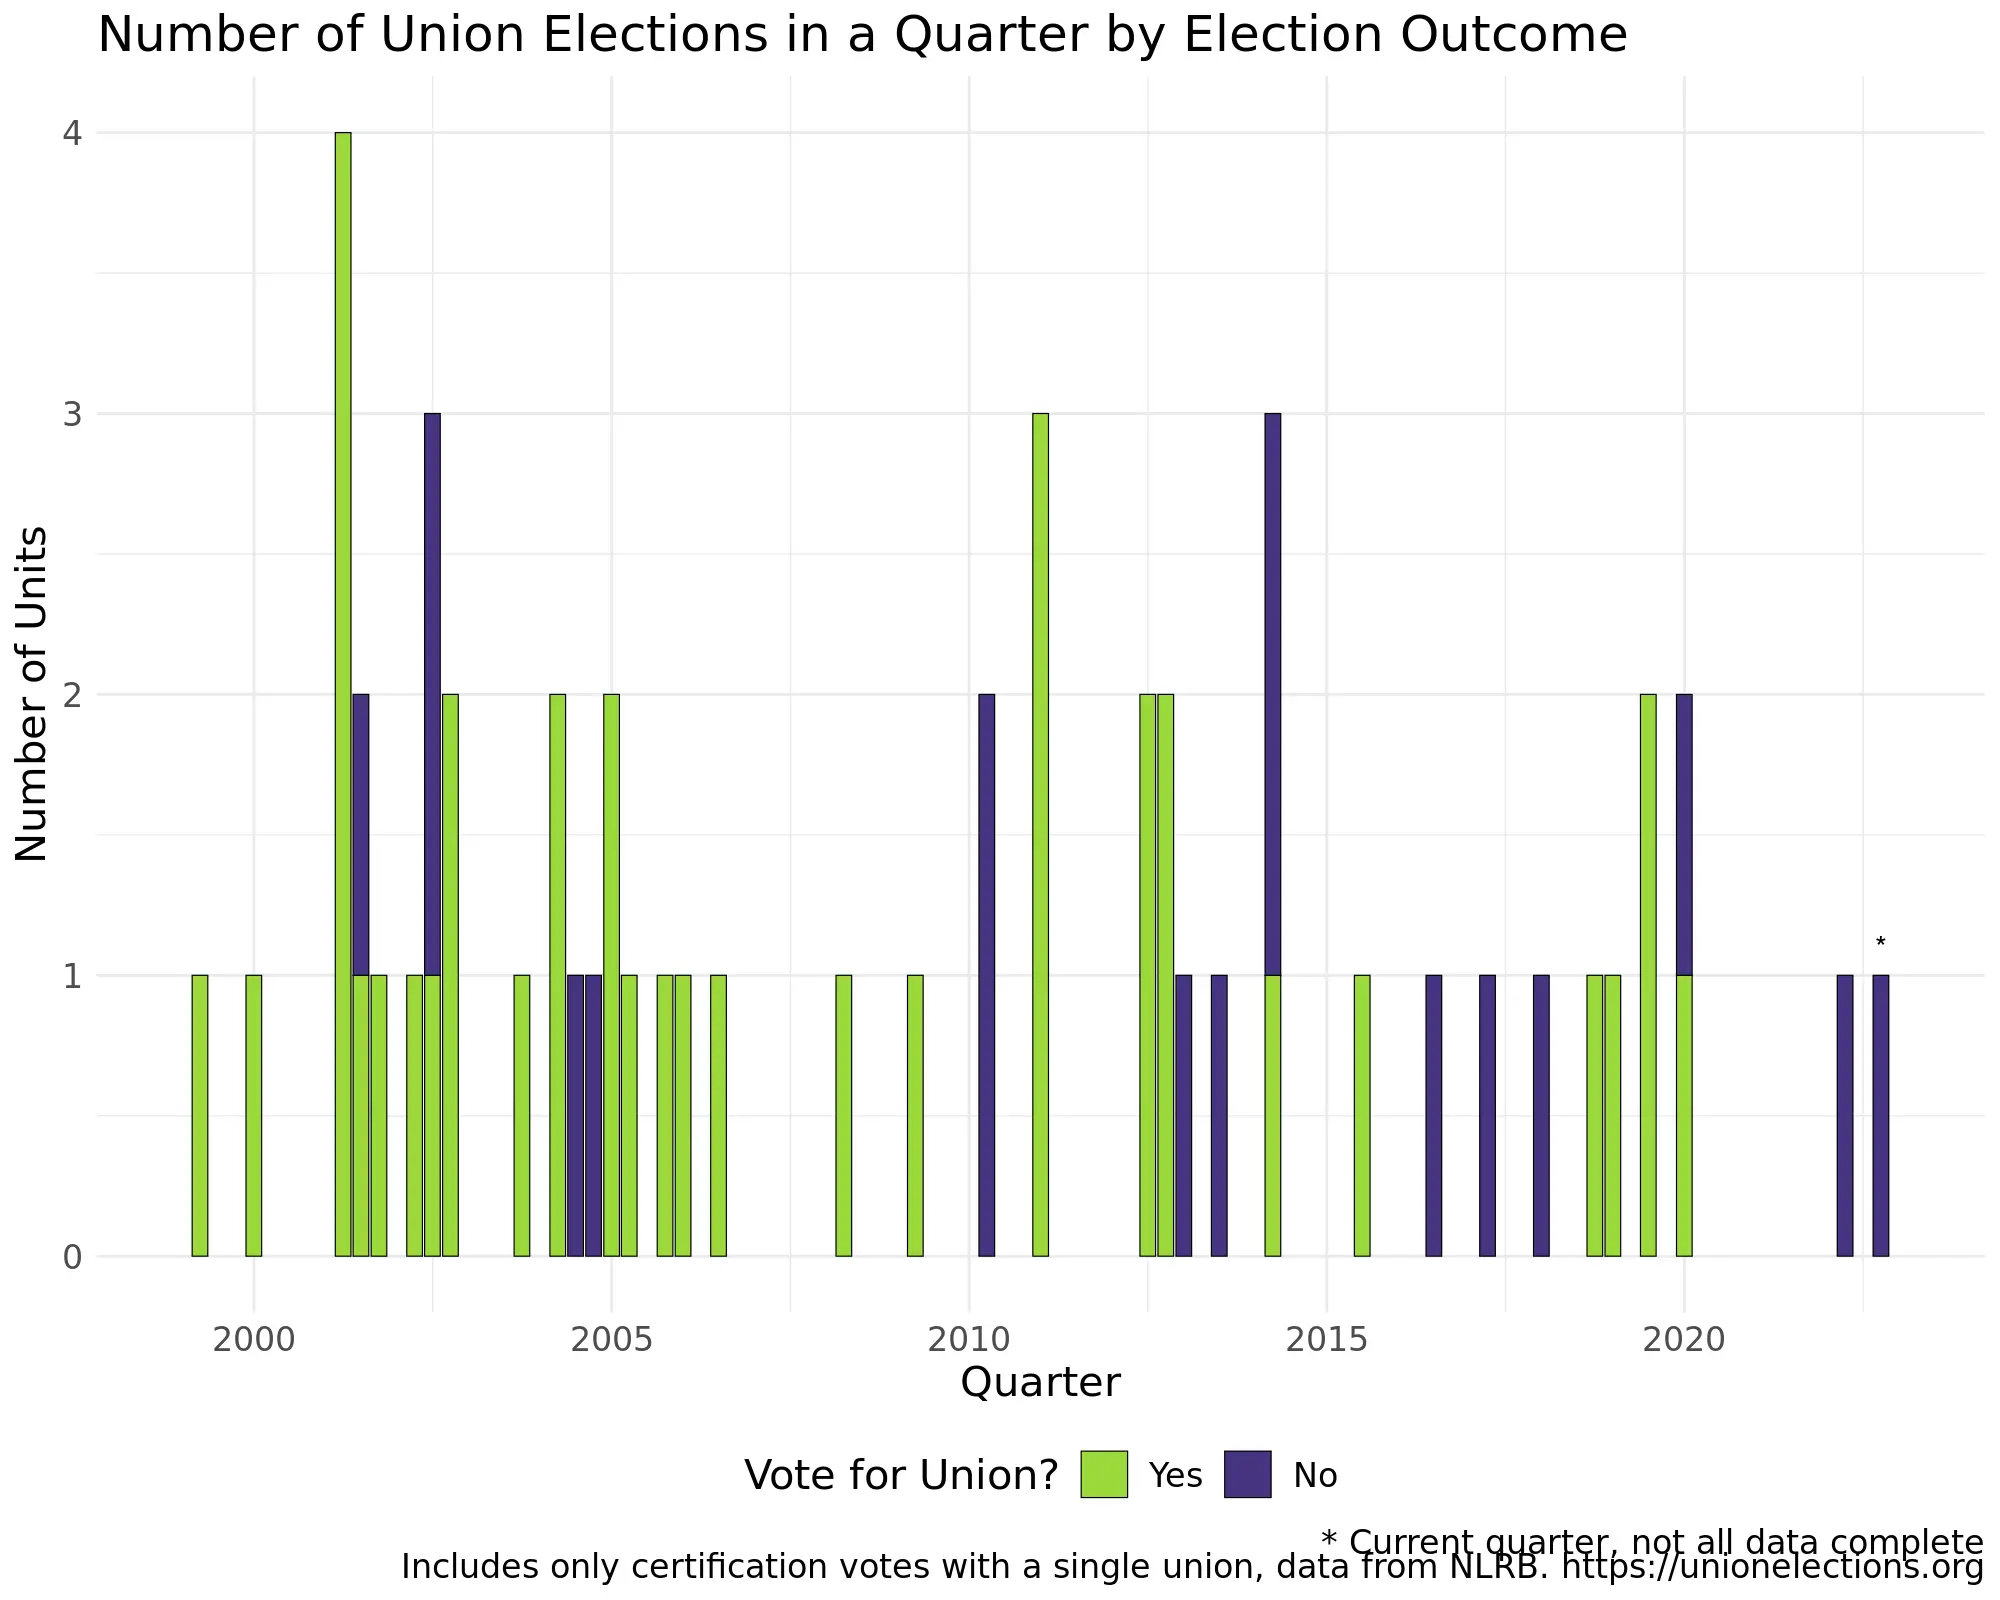 Number of Union Elections in a Quarter by Election Outcome
4
3
2
1
0
Number of Units
*
2000 2005 2010 2015 2020
Quarter
Vote for Union? Yes No
* Current quarter, not all data complete
Includes only certification votes with a single union, data from NLRB. https://unionelections.org